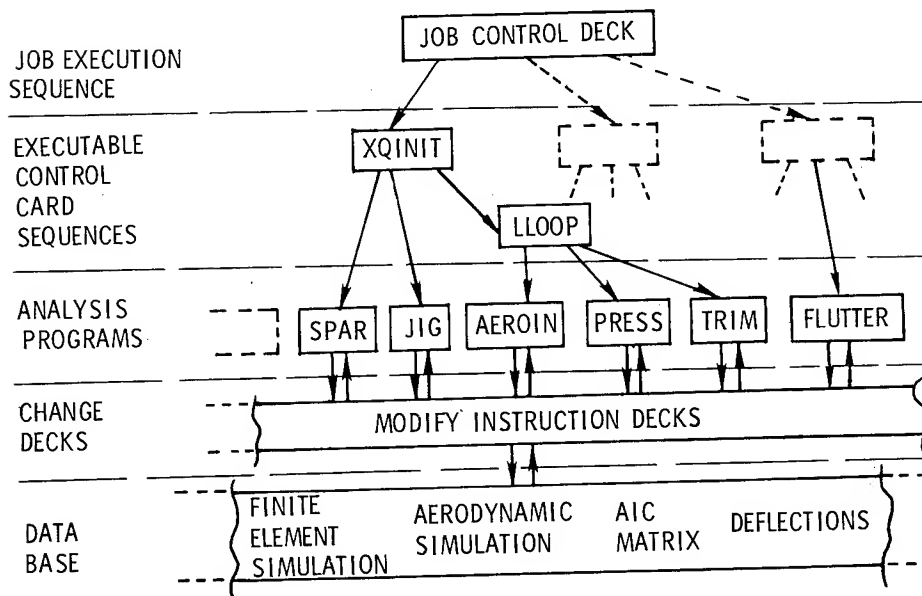 JOB CONTROL DECK
JOB EXECUTION
SEQUENCE
EXECUTABLE
CONTROL
CARD
SEQUENCES
XQINIT
LLOOP
ANALYSIS
PROGRAMS
SPAR
JIG
AEROIN
PRESS
TRIM
FLUTTER
CHANGE
DECKS
MODIFY INSTRUCTION DECKS
DATA
BASE
FINITE
ELEMENT
SIMULATION
AERODYNAMIC
SIMULATION
AIC
MATRIX
DEFLECTIONS